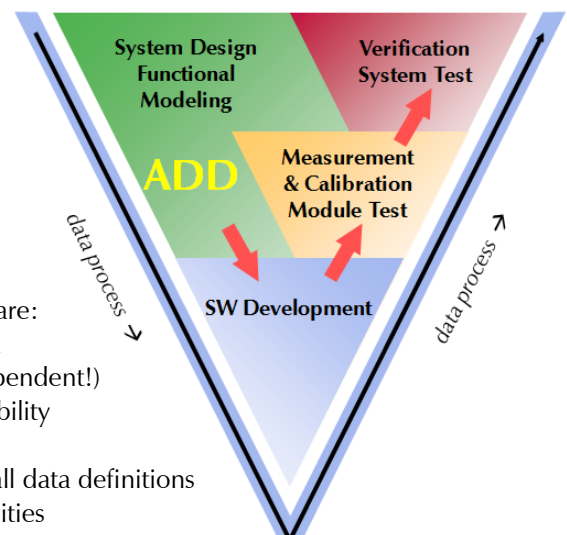 System Design
Functional
Modeling
Verification
System Test
ADD
Measurement
& Calibration
Module Test
data process →
data process →
SW Development
are:
pendent!)
bility
all data definitions
ities